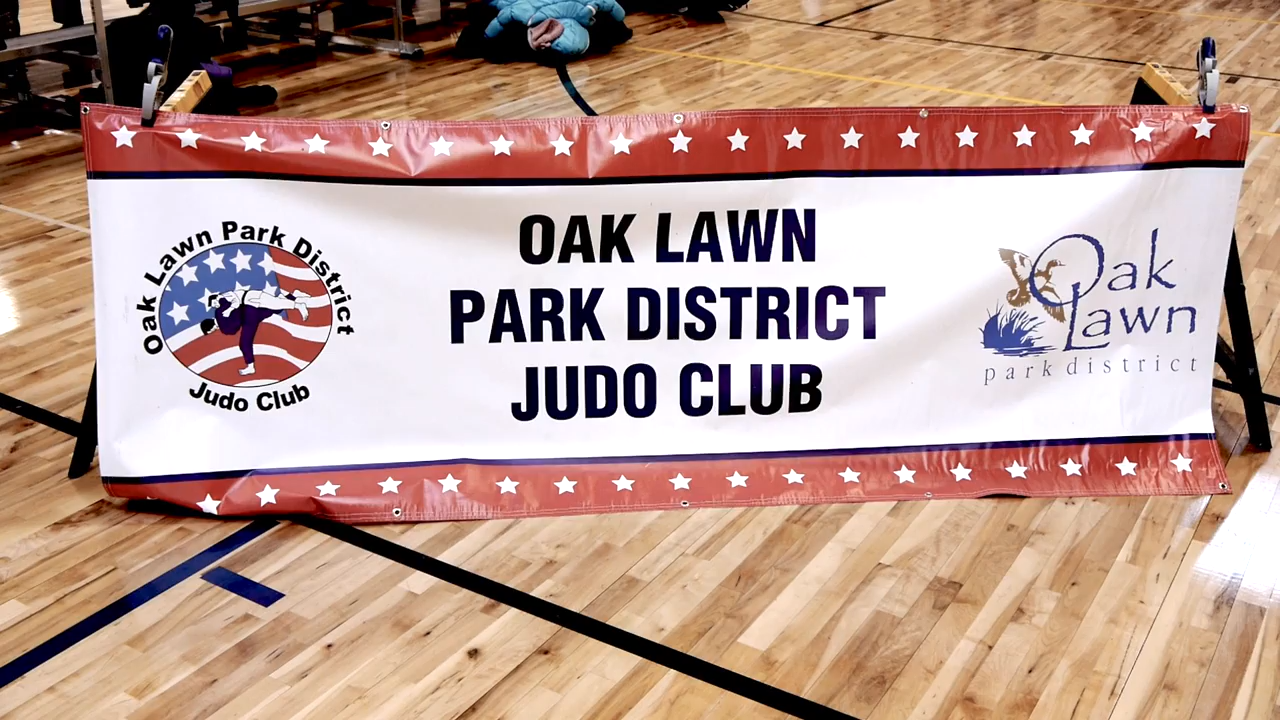 Oak Lawn Park District
Judo Club
OAK LAWN
PARK DISTRICT
JUDO CLUB
Oak
Lawn
park district